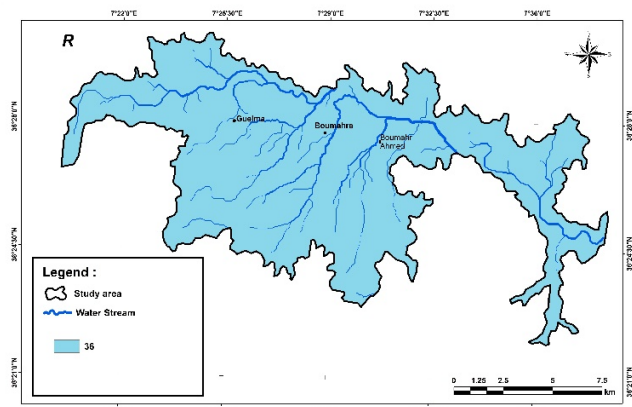 7°22'0"E 7°25'30"E 7°29'0"E 7°32'30"E 7°36'0"E
R
36°28'0"N
36°28'0"N
Guelma
Boumahra
Boumahr
Ahmed
36°24'30"N
36°24'30"N
Legend :
Study area
Water Stream
36
36°21'0"N
36°21'0"N
0 1.25 2.5 5 7.5
km